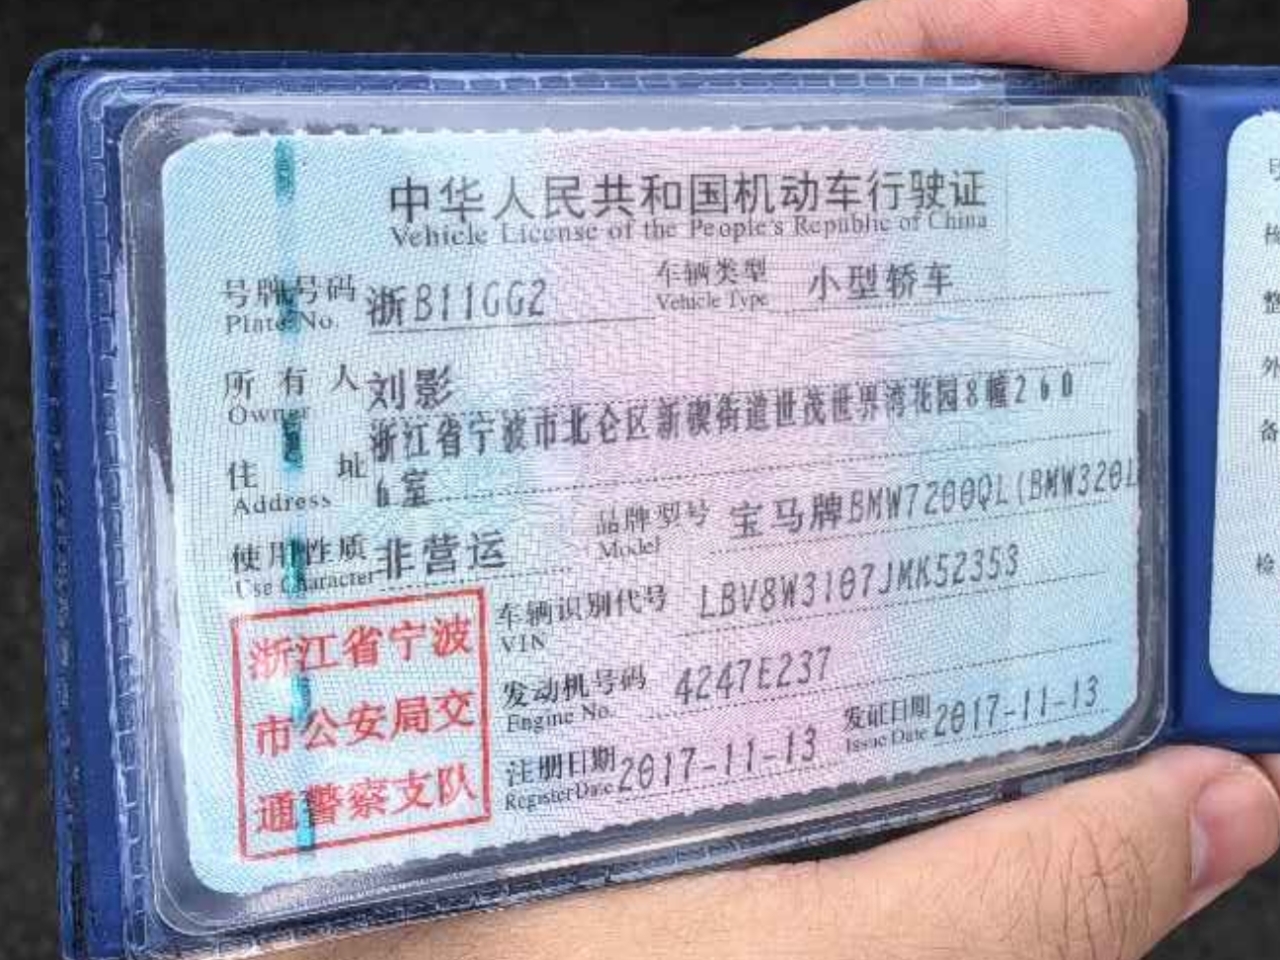 中华人民共和国机动车行驶证
Vehicle License of the People's Republic of China
号牌号码 浙B11GG2 车辆类型 小型轿车
Plate No. Vehicle Type
所有人 刘影
Owner
住址 浙江省宁波市北仑区新碶街道世茂世界湾花园8幢260
Address 6室
品牌型号 宝马牌BMW7200QL(BMW320L
Model
使用性质 非营运
Use Character
车辆识别代号 LBV8W3107JMK52353
VIN
发动机号码 4247E237
Engine No.
注册日期 2017-11-13 发证日期 2017-11-13
Register Date Issue Date
浙江省宁波
市公安局交
通警察支队
外
备
检